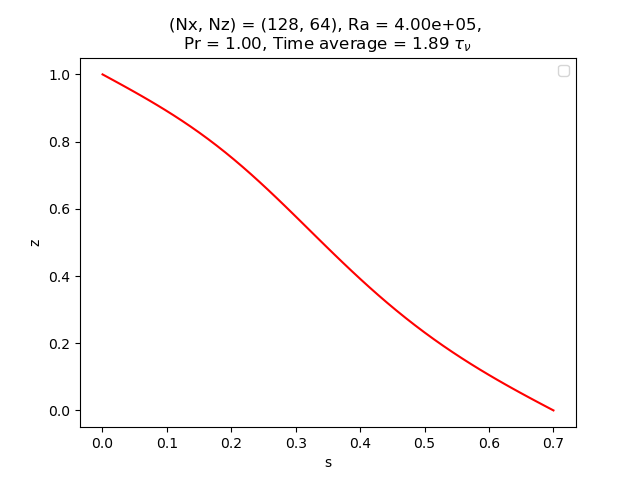 (Nx, Nz) = (128, 64), Ra = 4.00e+05,
Pr = 1.00, Time average = 1.89 τν
1.0
0.8
0.6
z
0.4
0.2
0.0
0.0 0.1 0.2 0.3 0.4 0.5 0.6 0.7
s